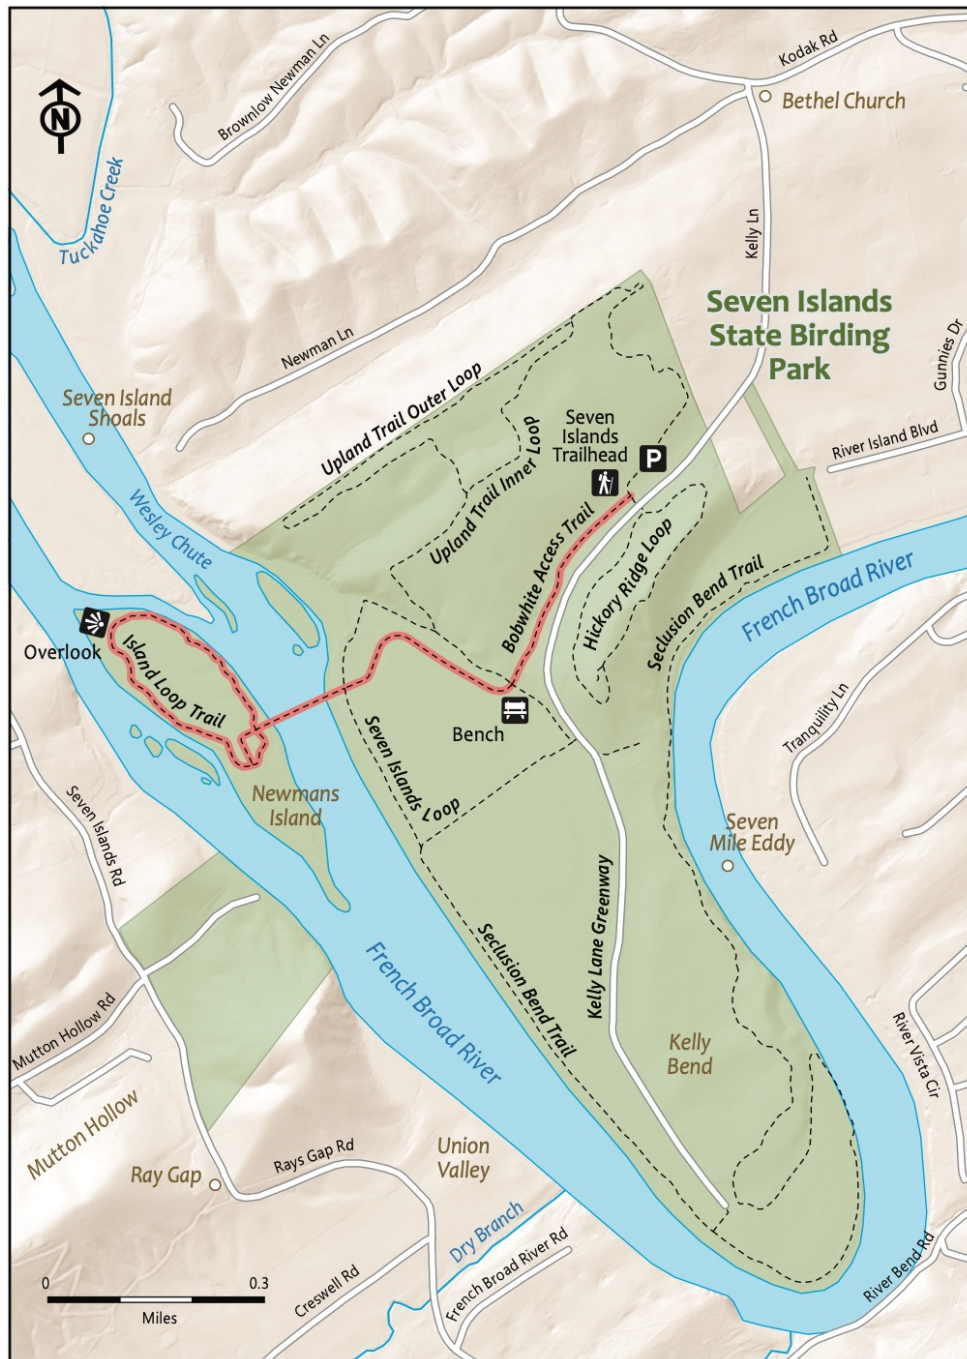 Kodak Rd
Brownlow Newman Ln
Bethel Church
N
Tuckahoe Creek
Kelly Ln
Seven Islands
State Birding
Park
Newman Ln
Gunnies Dr
Upland Trail Outer Loop
Seven Island
Shoals
Seven
Islands
Trailhead
P
River Island Blvd
Upland Trail Inner Loop
Wesley Chute
Bobwhite Access Trail
Hickory Ridge Loop
Seclusion Bend Trail
French Broad River
Overlook
Island Loop Trail
Bench
Tranquility Ln
Seven Islands Loop
Newmans
Island
Seven
Mile Eddy
Seven Islands Rd
Kelly Lane Greenway
Seclusion Bend Trail
French Broad River
Mutton Hollow Rd
Kelly
Bend
River Vista Cir
Mutton Hollow
Ray Gap
Rays Gap Rd
Union
Valley
Dry Branch
French Broad River Rd
Creswell Rd
River Bend Rd
0 0.3
Miles